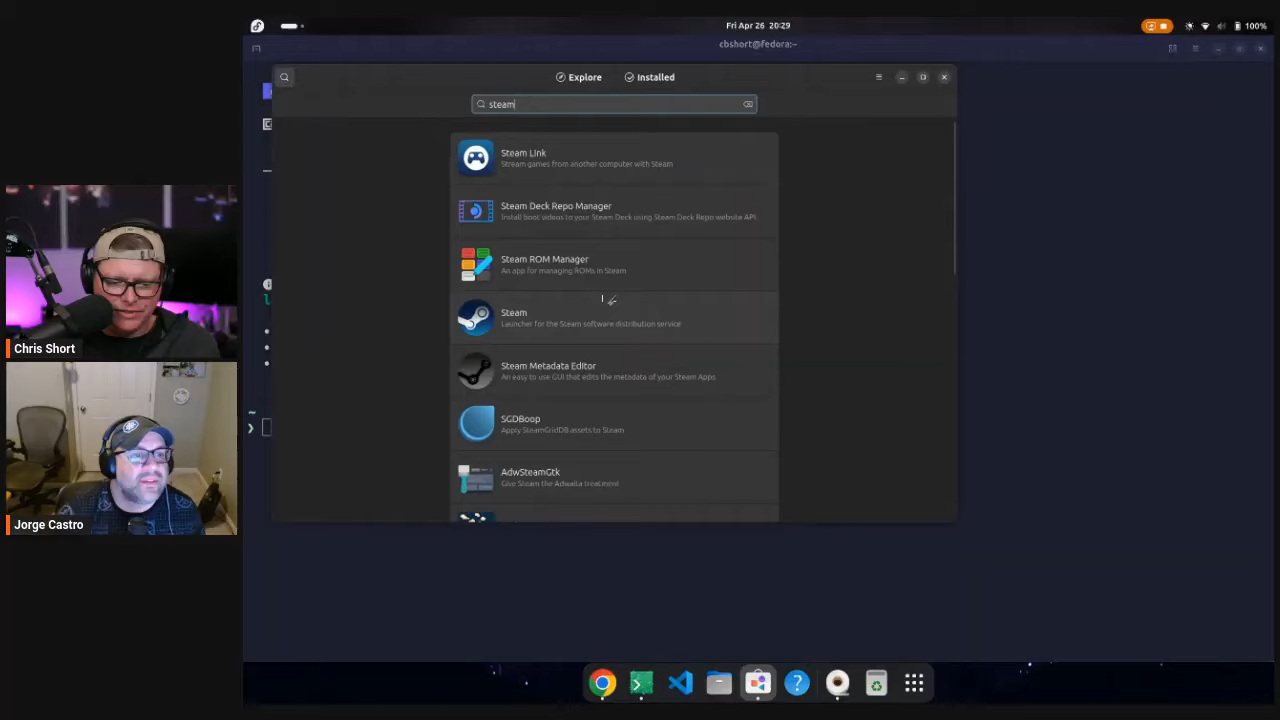 Fri Apr 26 20:29
100%
cbshort@fedora:~
Explore
Installed
steam
Steam Link
Stream games from another computer with Steam
Steam Deck Repo Manager
Install boot videos to your Steam Deck using Steam Deck Repo website API
Steam ROM Manager
An app for managing ROMs in Steam
Steam
Launcher for the Steam software distribution service
Steam Metadata Editor
An easy to use GUI that edits the metadata of your Steam Apps
SGDBoop
Apply SteamGridDB assets to Steam
AdwSteamGtk
Give Steam the Adwaita treatment
Chris Short
Jorge Castro
~